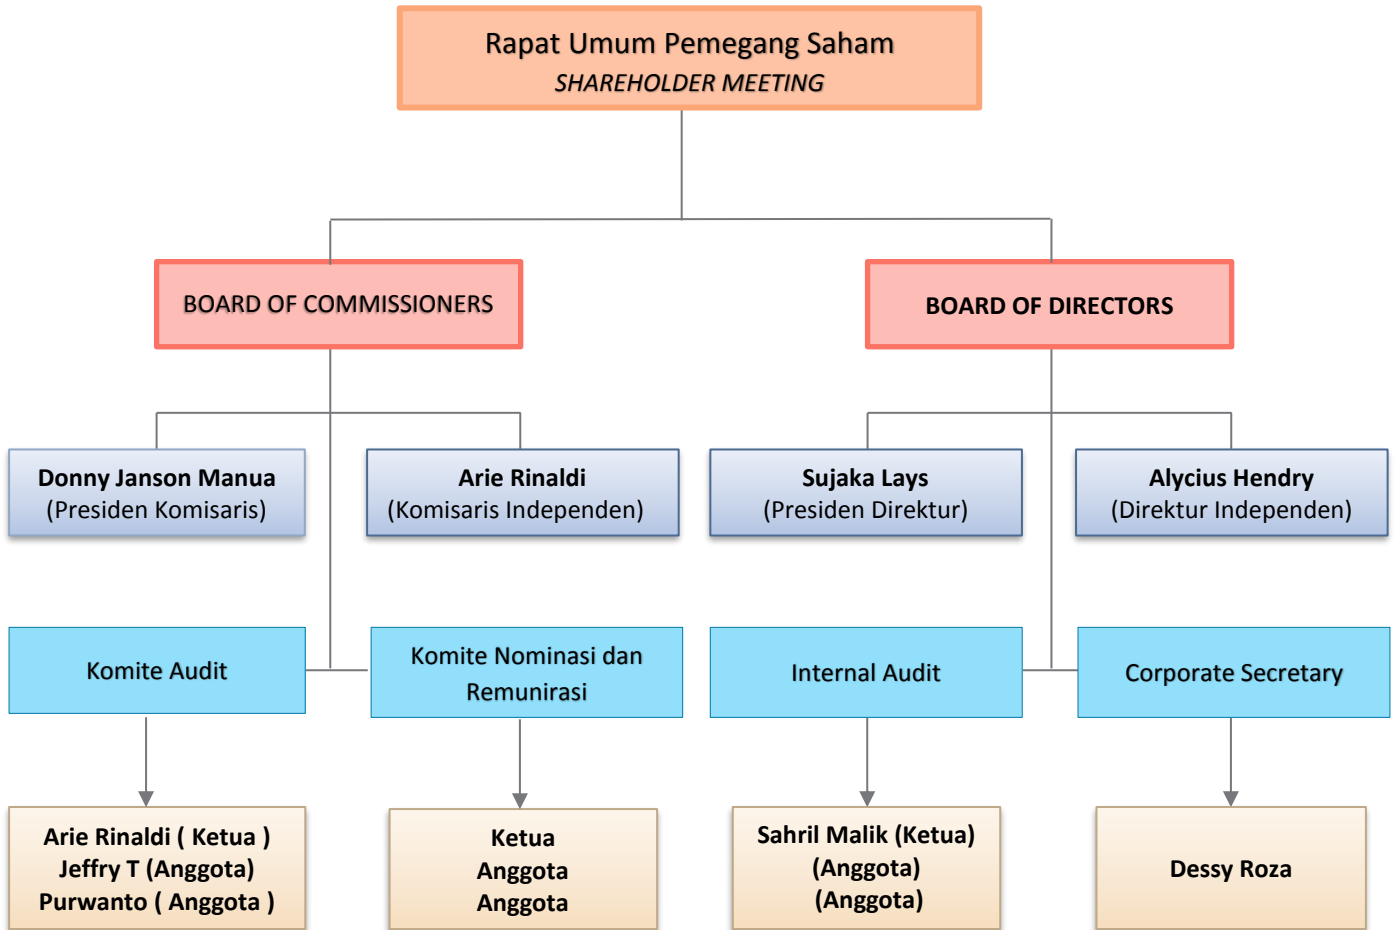 Rapat Umum Pemegang Saham
SHAREHOLDER MEETING
BOARD OF COMMISSIONERS
BOARD OF DIRECTORS
Donny Janson Manua
(Presiden Komisaris)
Arie Rinaldi
(Komisaris Independen)
Sujaka Lays
(Presiden Direktur)
Alycius Hendry
(Direktur Independen)
Komite Audit
Komite Nominasi dan
Remunirasi
Internal Audit
Corporate Secretary
Arie Rinaldi ( Ketua )
Jeffry T (Anggota)
Purwanto ( Anggota )
Ketua
Anggota
Anggota
Sahril Malik (Ketua)
(Anggota)
(Anggota)
Dessy Roza